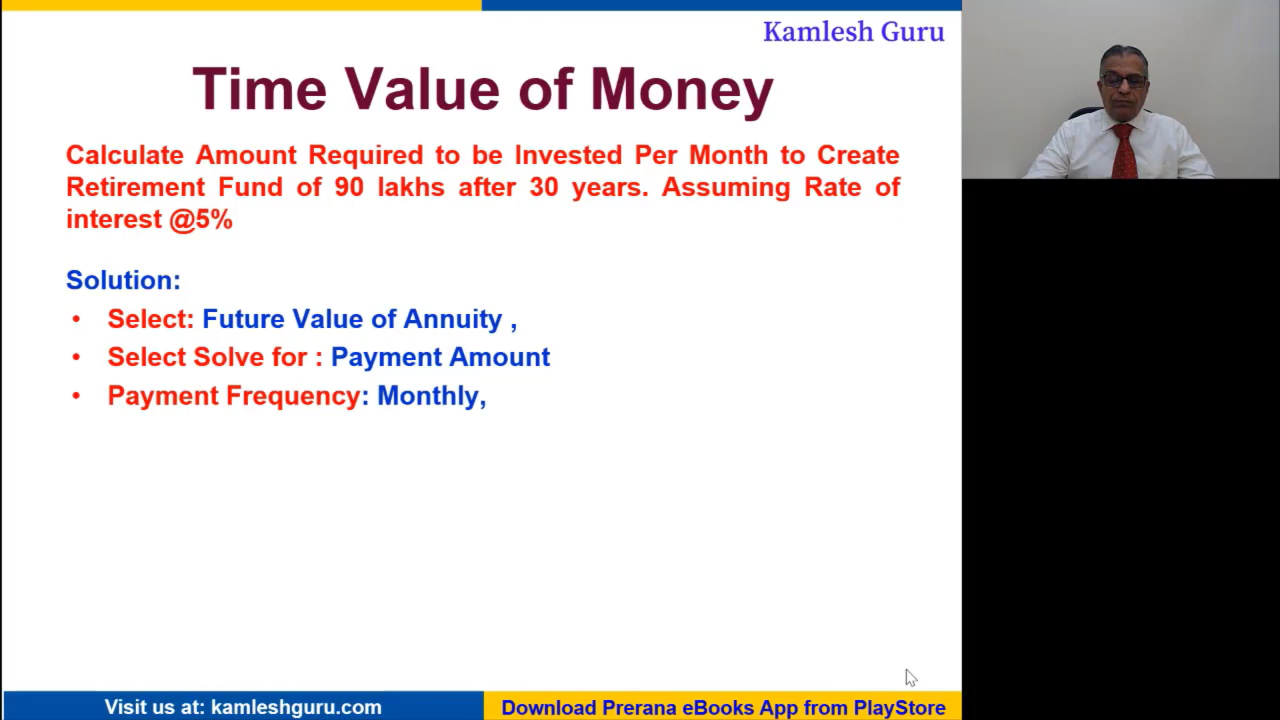 Kamlesh Guru
Time Value of Money
Calculate Amount Required to be Invested Per Month to Create
Retirement Fund of 90 lakhs after 30 years. Assuming Rate of
interest @5%
Solution:
• Select: Future Value of Annuity ,
• Select Solve for : Payment Amount
• Payment Frequency: Monthly,
Visit us at: kamleshguru.com
Download Prerana eBooks App from PlayStore